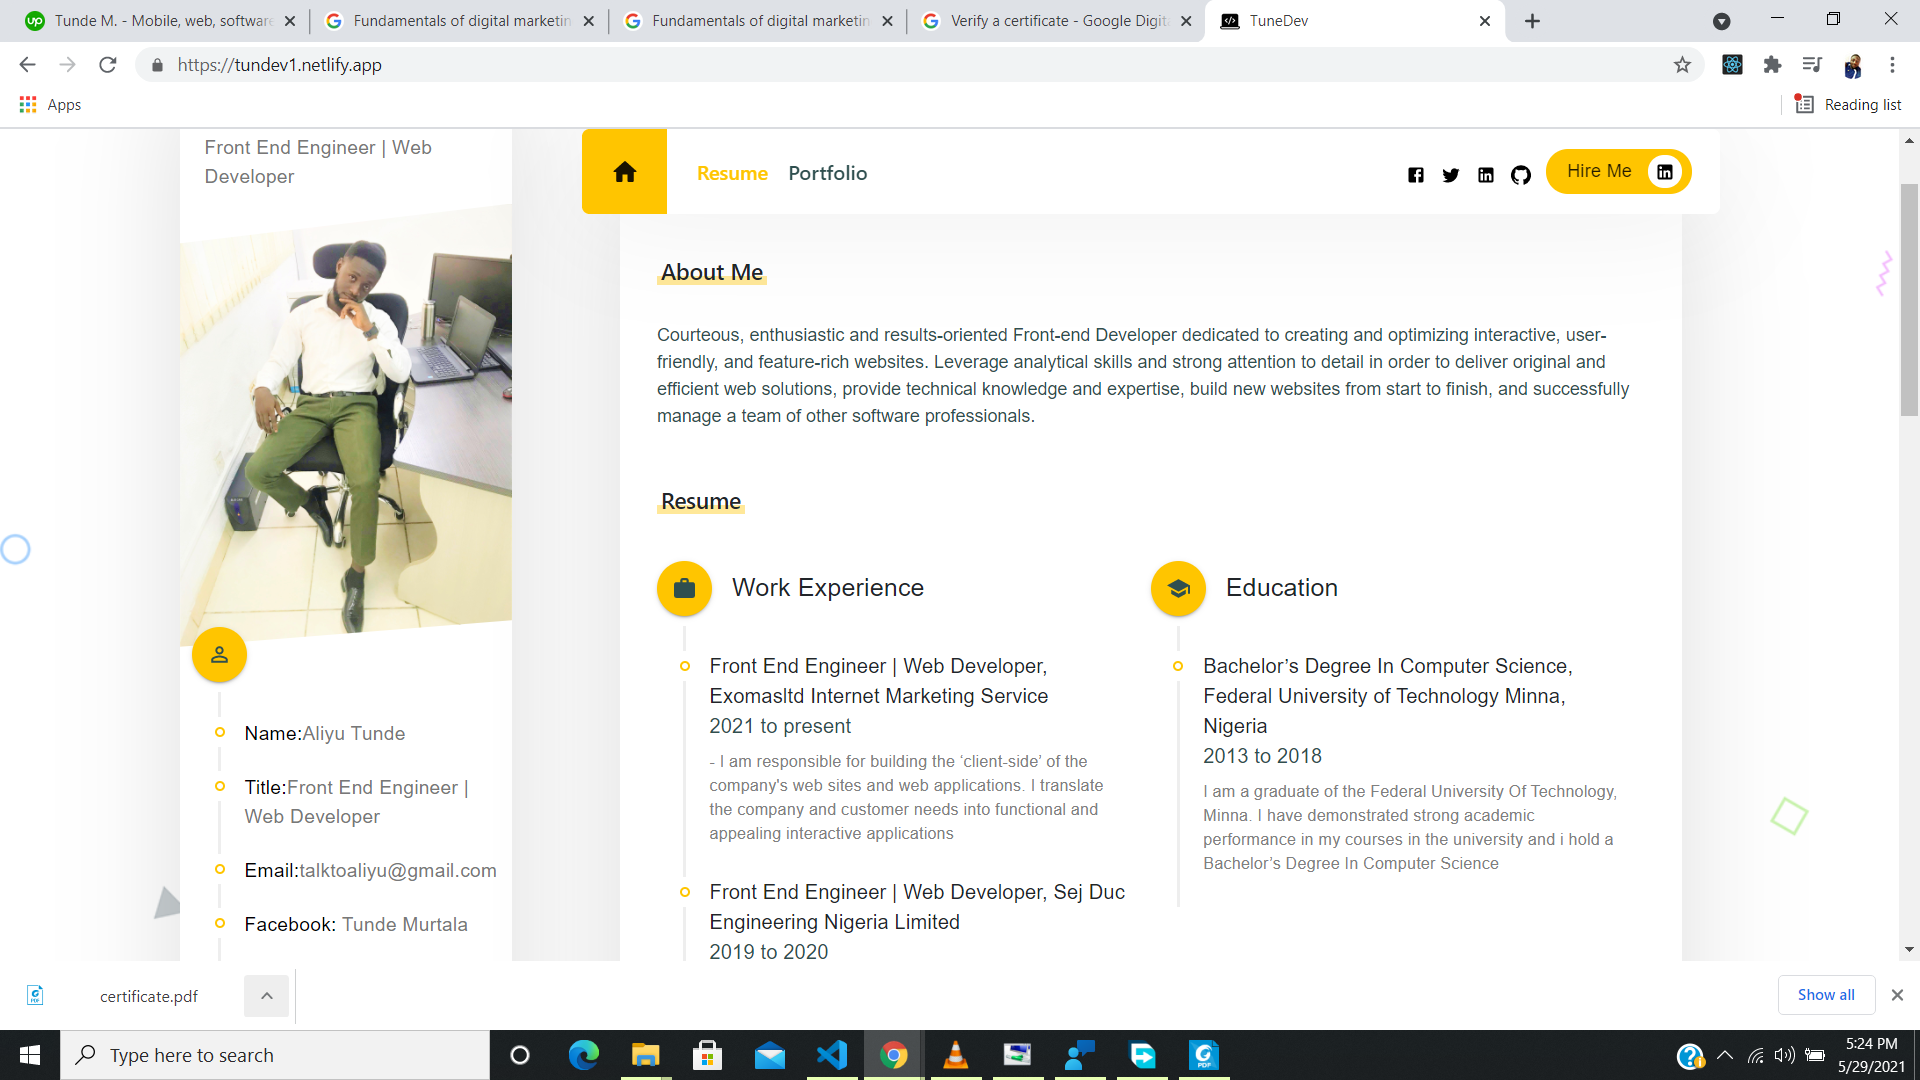 Tunde M. - Mobile, web, software
Fundamentals of digital marketin
Fundamentals of digital marketin
Verify a certificate - Google Digit
TuneDev
https://tundev1.netlify.app
Apps
Reading list
Front End Engineer | Web
Developer
Resume
Portfolio
Hire Me
About Me
Courteous, enthusiastic and results-oriented Front-end Developer dedicated to creating and optimizing interactive, user-
friendly, and feature-rich websites. Leverage analytical skills and strong attention to detail in order to deliver original and
efficient web solutions, provide technical knowledge and expertise, build new websites from start to finish, and successfully
manage a team of other software professionals.
Resume
Work Experience
Front End Engineer | Web Developer,
Exomasltd Internet Marketing Service
2021 to present
- I am responsible for building the ‘client-side’ of the
company's web sites and web applications. I translate
the company and customer needs into functional and
appealing interactive applications
Front End Engineer | Web Developer, Sej Duc
Engineering Nigeria Limited
2019 to 2020
Education
Bachelor’s Degree In Computer Science,
Federal University of Technology Minna,
Nigeria
2013 to 2018
I am a graduate of the Federal University Of Technology,
Minna. I have demonstrated strong academic
performance in my courses in the university and i hold a
Bachelor’s Degree In Computer Science
Name:Aliyu Tunde
Title:Front End Engineer |
Web Developer
Email:talktoaliyu@gmail.com
Facebook: Tunde Murtala
certificate.pdf
Show all
Type here to search
5:24 PM
5/29/2021